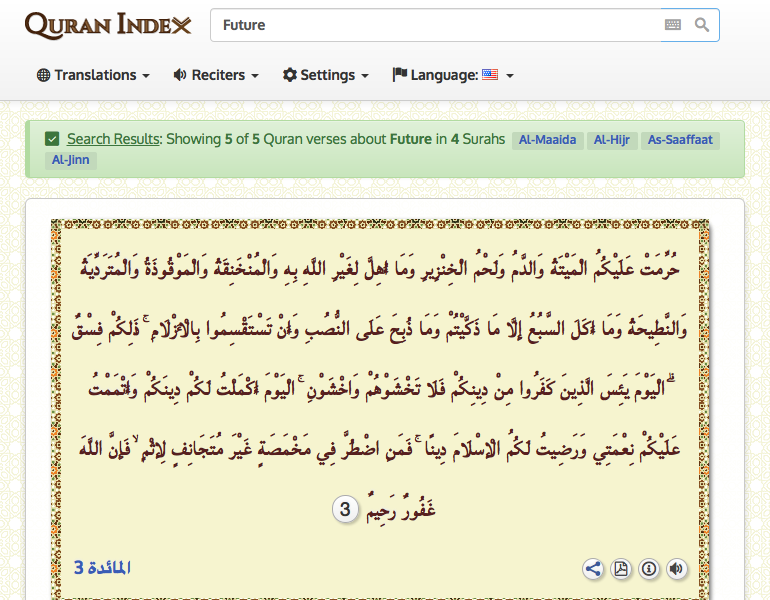 QURAN INDEX
Future
Translations
Reciters
Settings
Language:
Search Results: Showing 5 of 5 Quran verses about Future in 4 Surahs Al-Maaida Al-Hijr As-Saaffaat
Al-Jinn
حُرِّمَتْ عَلَيْكُمُ الْمَيْتَةُ وَالدَّمُ وَلَحْمُ الْخِنْزِيرِ وَمَا أُهِلَّ لِغَيْرِ اللَّهِ بِهِ وَالْمُنْخَنِقَةُ وَالْمَوْقُوذَةُ وَالْمُتَرَدِّيَةُ
وَالنَّطِيحَةُ وَمَا أَكَلَ السَّبُعُ إِلَّا مَا ذَكَّيْتُمْ وَمَا ذُبِحَ عَلَى النُّصُبِ وَأَنْ تَسْتَقْسِمُوا بِالْأَزْلَامِ ۚ ذَٰلِكُمْ فِسْقٌ
ۗ الْيَوْمَ يَئِسَ الَّذِينَ كَفَرُوا مِنْ دِينِكُمْ فَلَا تَخْشَوْهُمْ وَاخْشَوْنِ ۚ الْيَوْمَ أَكْمَلْتُ لَكُمْ دِينَكُمْ وَأَتْمَمْتُ
عَلَيْكُمْ نِعْمَتِي وَرَضِيتُ لَكُمُ الْإِسْلَامَ دِينًا ۚ فَمَنِ اضْطُرَّ فِي مَخْمَصَةٍ غَيْرَ مُتَجَانِفٍ لِإِثْمٍ ۙ فَإِنَّ اللَّهَ
غَفُورٌ رَحِيمٌ 3
المائدة 3